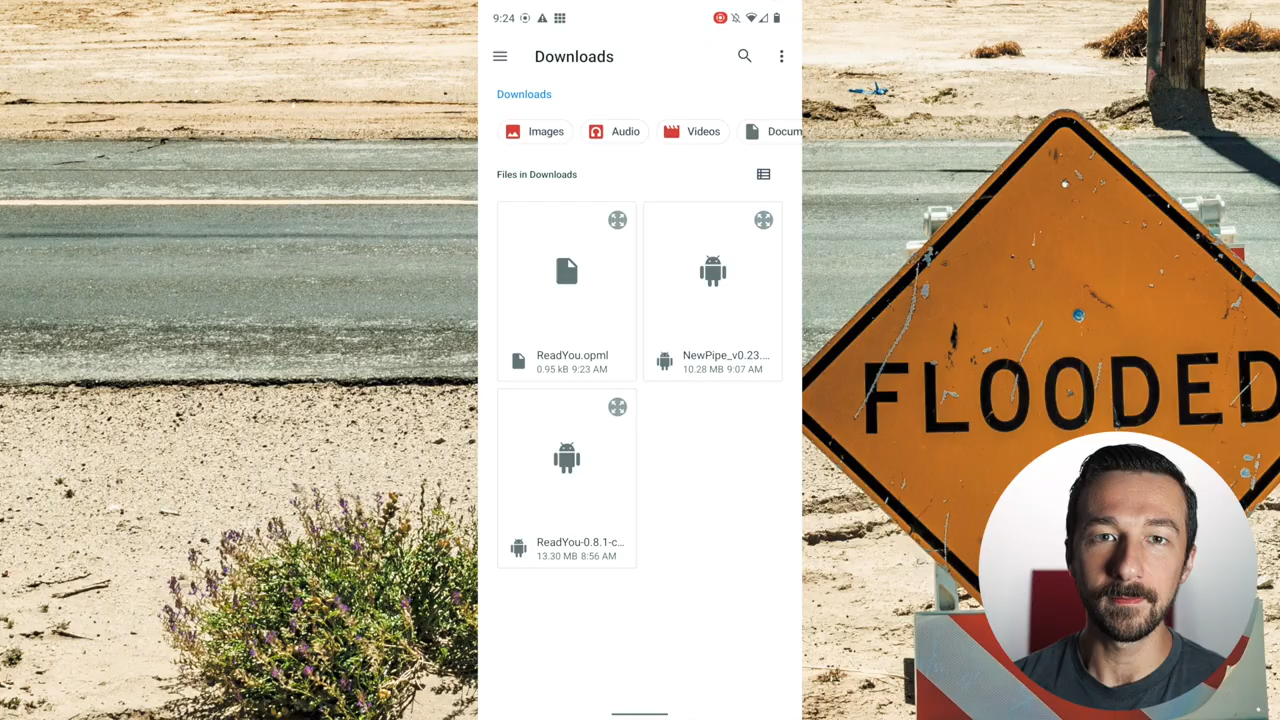 9:24
Downloads
Downloads
Images
Audio
Videos
Docum
Files in Downloads
ReadYou.opml
0.95 kB 9:23 AM
NewPipe_v0.23....
10.28 MB 9:07 AM
ReadYou-0.8.1-c...
13.30 MB 8:56 AM
FLOODED